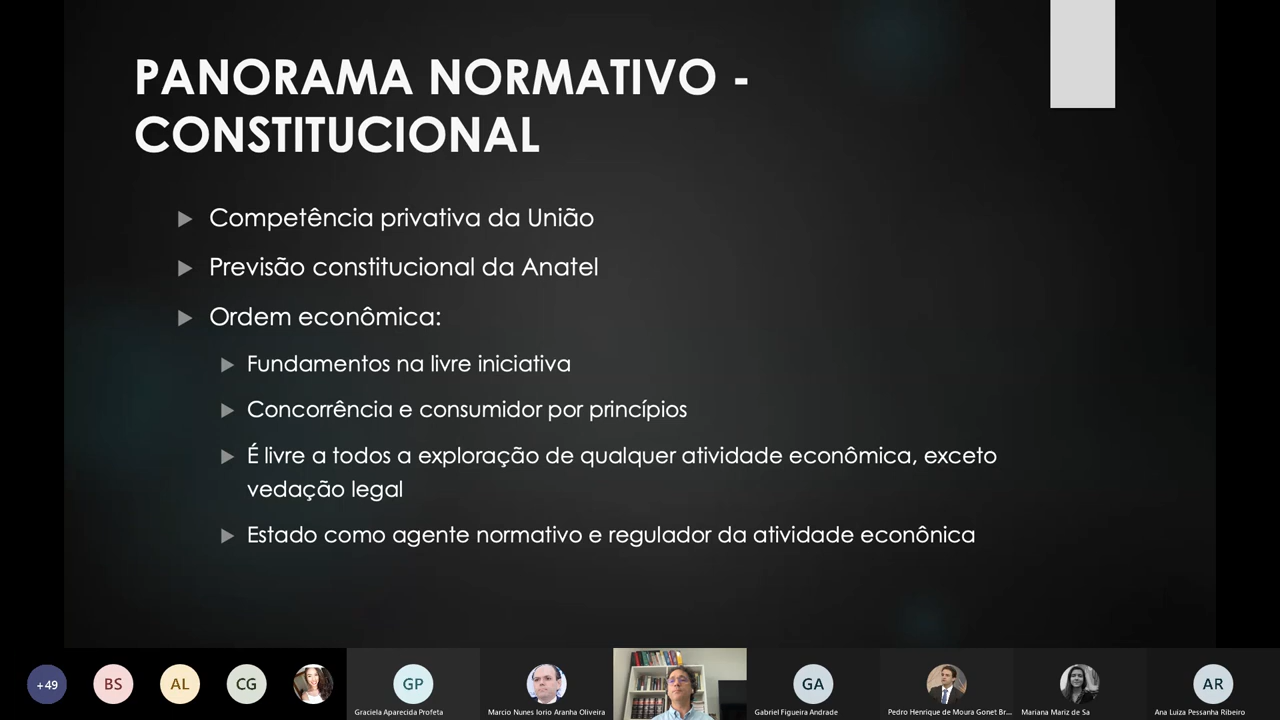 PANORAMA NORMATIVO -
CONSTITUCIONAL
Competência privativa da União
Previsão constitucional da Anatel
Ordem econômica:
Fundamentos na livre iniciativa
Concorrência e consumidor por princípios
É livre a todos a exploração de qualquer atividade econômica, exceto
vedação legal
Estado como agente normativo e regulador da atividade econônica
+49
BS
AL
CG
GP
GA
AR
Graciela Aparecida Profeta
Marcio Nunes Iorio Aranha Oliveira
Gabriel Figueira Andrade
Pedro Henrique de Moura Gonet Br...
Mariana Mariz de Sa
Ana Luiza Pessanha Ribeiro